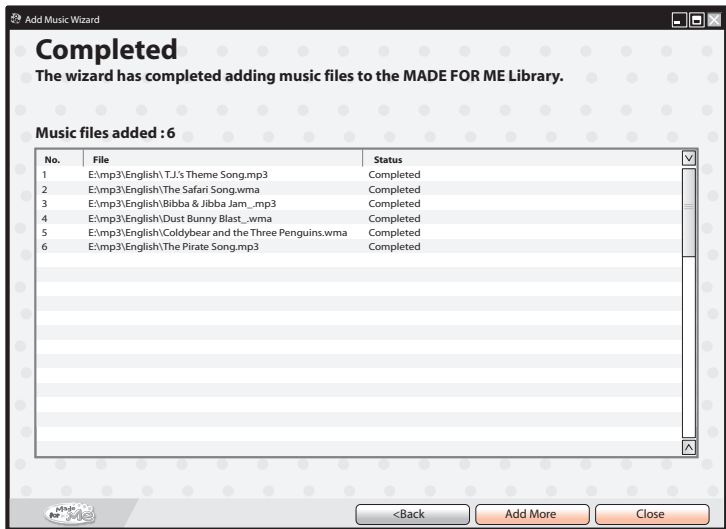 Add Music Wizard
Completed
The wizard has completed adding music files to the MADE FOR ME Library.
Music files added : 6
No. File Status
1 E:\mp3\English\ T.J.'s Theme Song.mp3 Completed
2 E:\mp3\English\The Safari Song.wma Completed
3 E:\mp3\English\Bibba & Jibba Jam_.mp3 Completed
4 E:\mp3\English\Dust Bunny Blast_.wma Completed
5 E:\mp3\English\Coldybear and the Three Penguins.wma Completed
6 E:\mp3\English\The Pirate Song.mp3 Completed
Made
for Me
<Back Add More Close